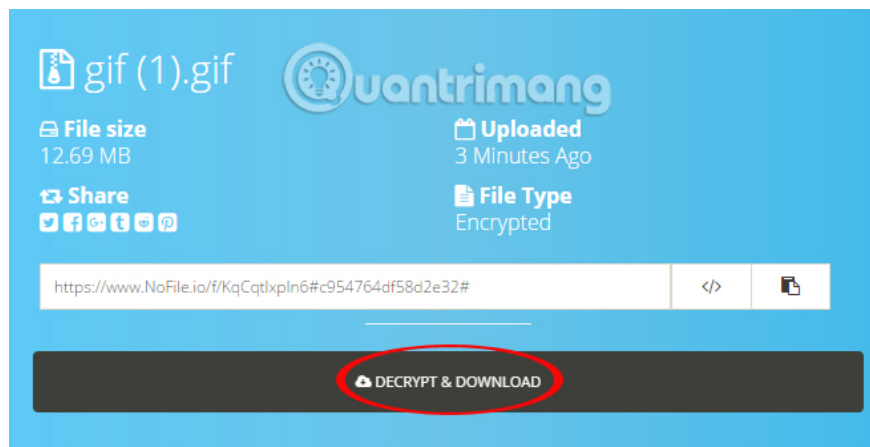 gif (1).gif
Quantrimang
File size
12.69 MB
Uploaded
3 Minutes Ago
Share
File Type
Encrypted
https://www.NoFile.io/f/KqCqtlxpln6#c954764df58d2e32#
</>
DECRYPT & DOWNLOAD